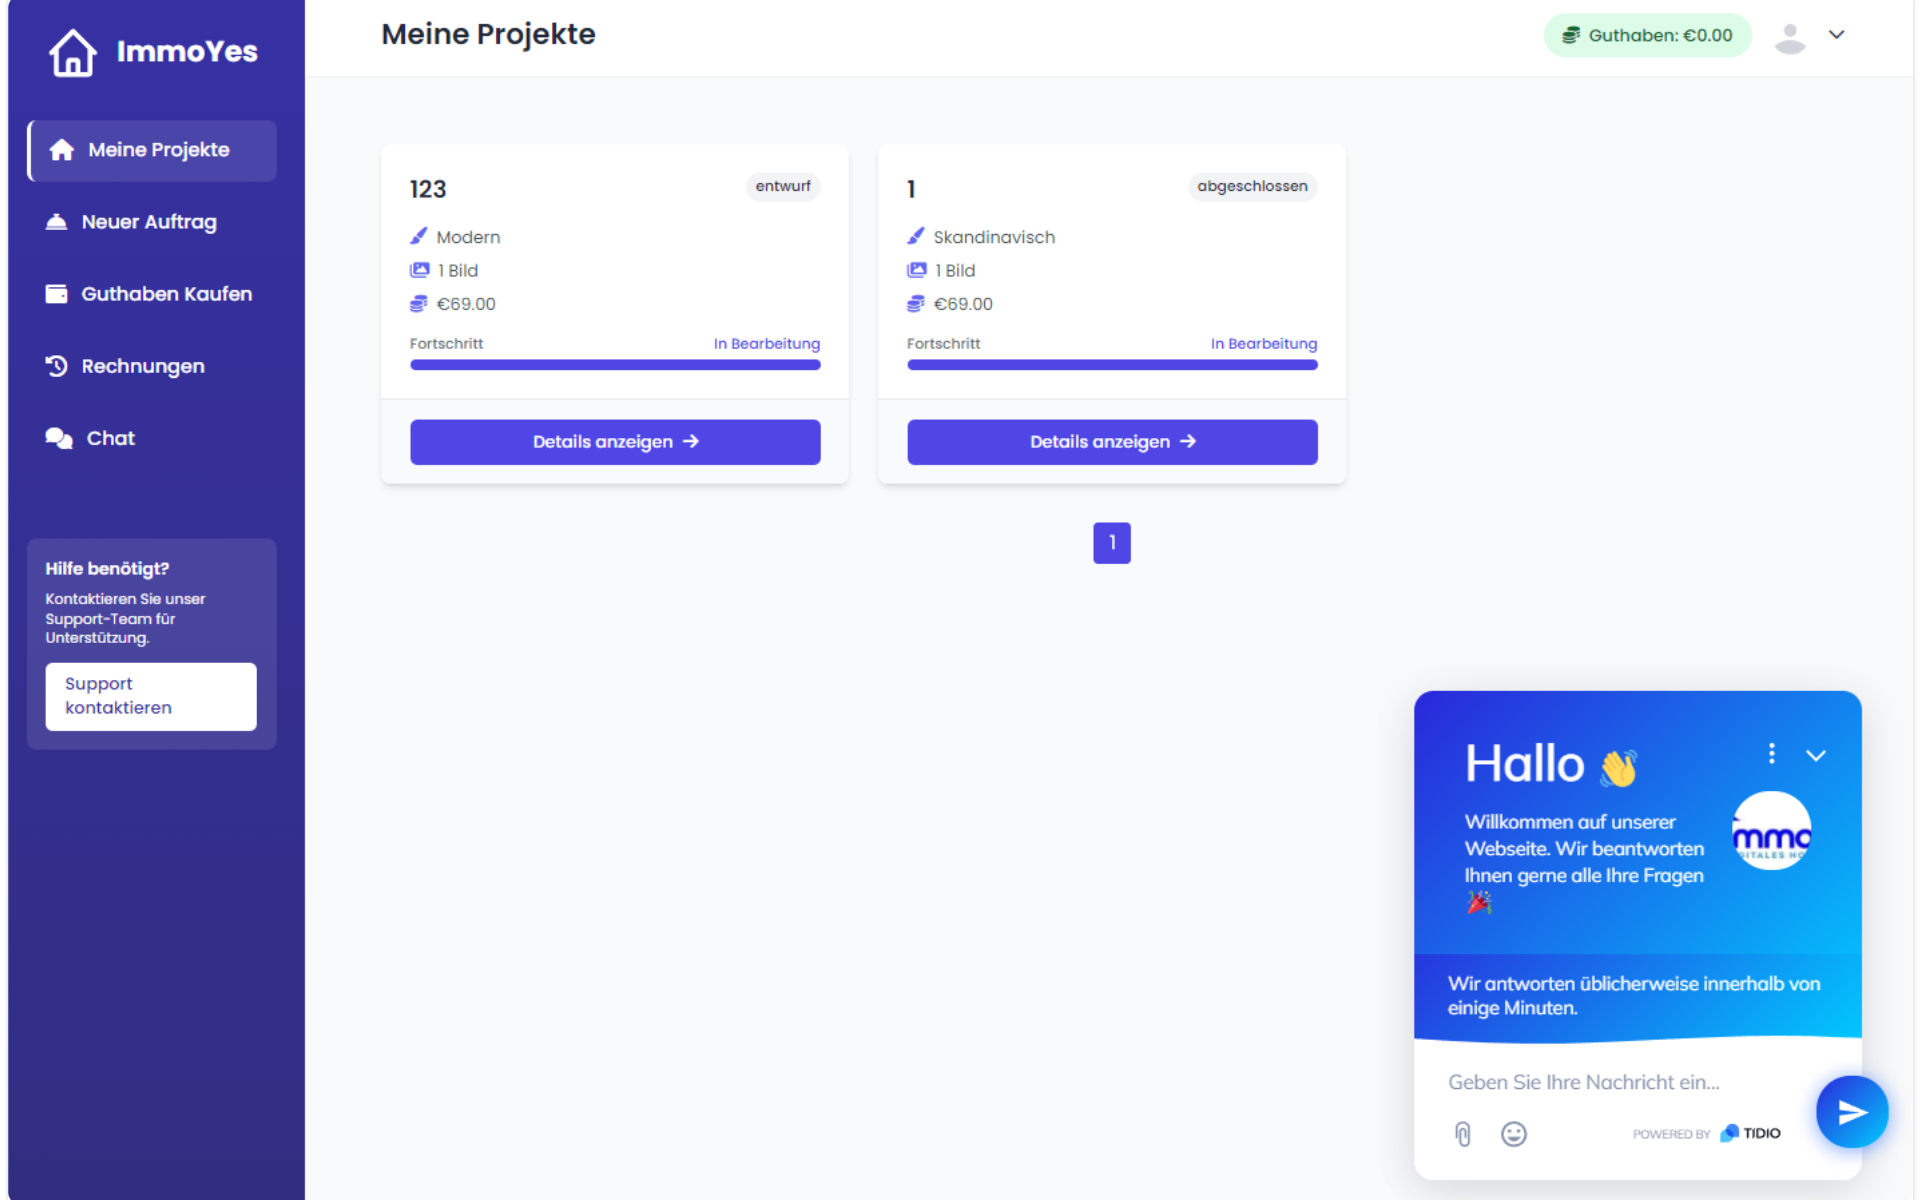 ImmoYes
Meine Projekte
Neuer Auftrag
Guthaben Kaufen
Rechnungen
Chat
Hilfe benötigt?
Kontaktieren Sie unser
Support-Team für
Unterstützung.
Support
kontaktieren
Meine Projekte
Guthaben: €0.00
123
entwurf
Modern
1 Bild
€69.00
Fortschritt
In Bearbeitung
Details anzeigen →
1
abgeschlossen
Skandinavisch
1 Bild
€69.00
Fortschritt
In Bearbeitung
Details anzeigen →
1
Hallo 👋
Willkommen auf unserer
Webseite. Wir beantworten
Ihnen gerne alle Ihre Fragen
🎉
mmo
Wir antworten üblicherweise innerhalb von
einige Minuten.
Geben Sie Ihre Nachricht ein...
POWERED BY TIDIO